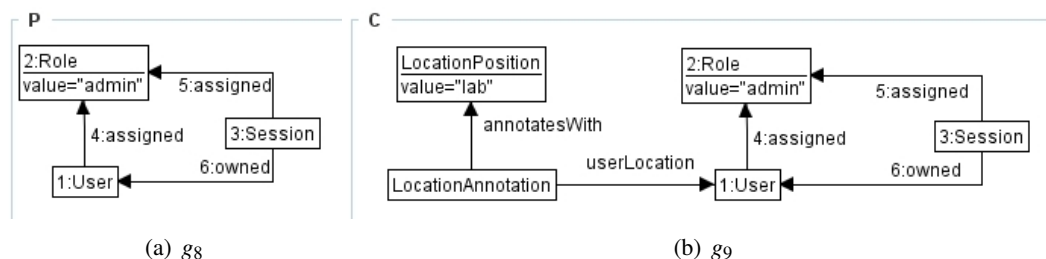 P
2:Role
value="admin"
5:assigned
4:assigned
3:Session
6:owned
1:User
(a) g8
C
LocationPosition
value="lab"
annotatesWith
userLocation
LocationAnnotation
2:Role
value="admin"
5:assigned
4:assigned
3:Session
6:owned
1:User
(b) g9